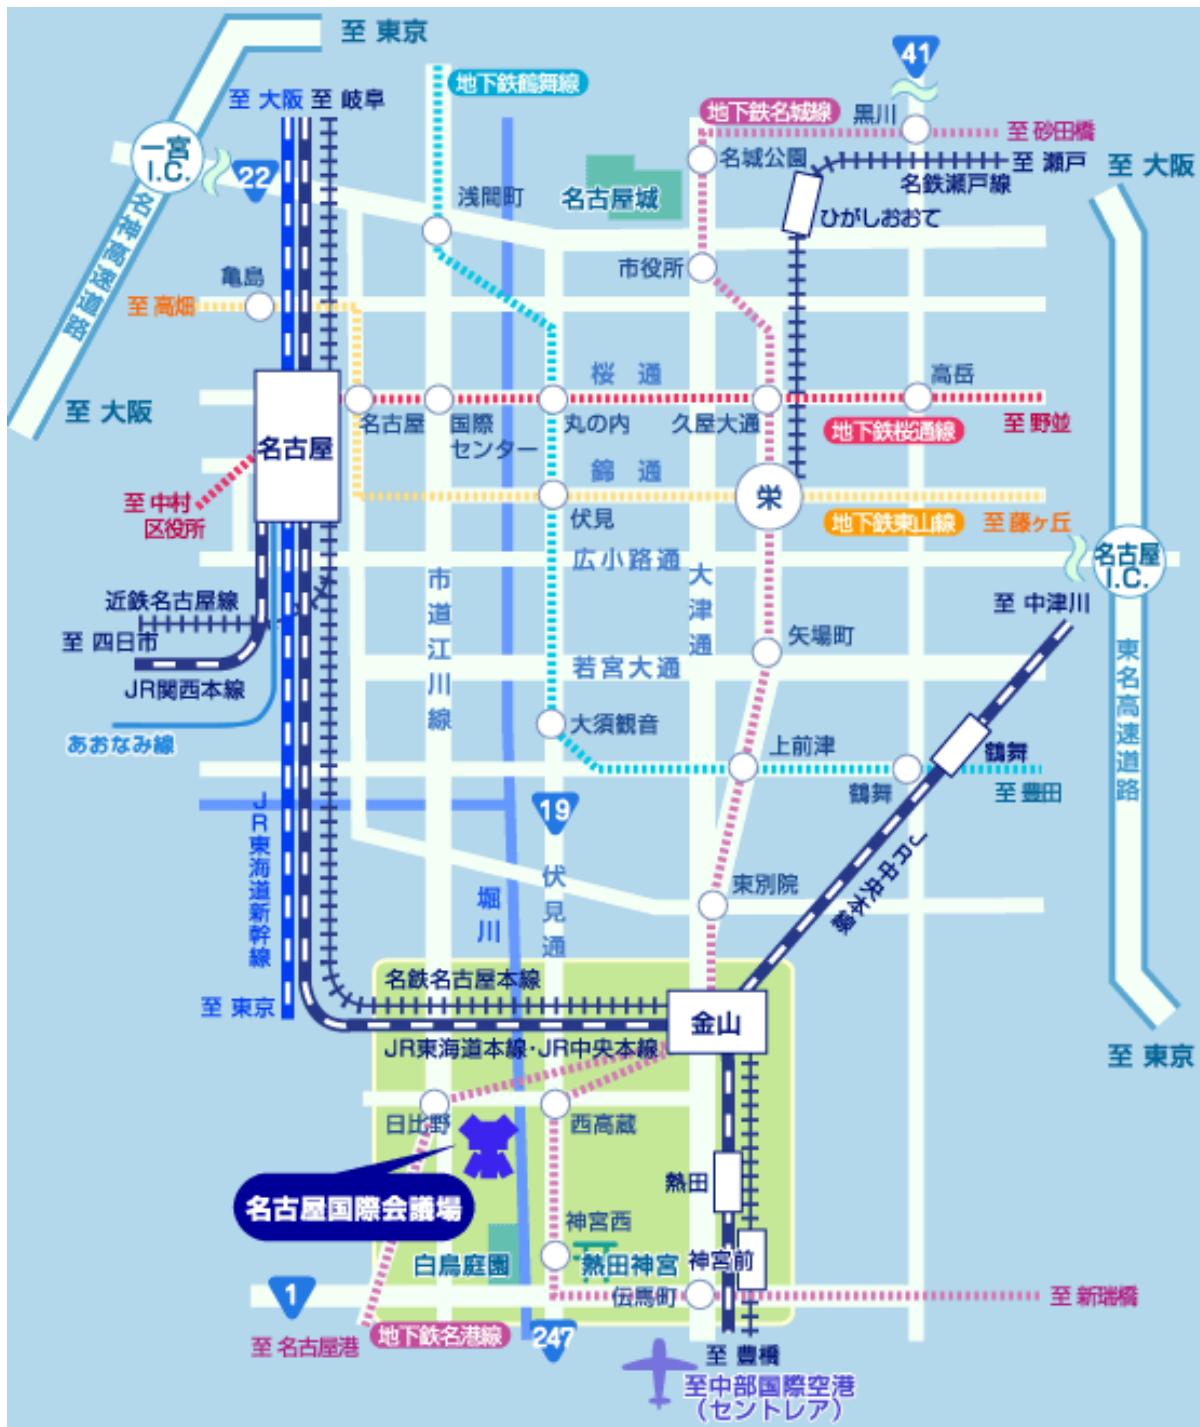 至 東京
41
地下鉄鶴舞線
至 大阪
至 岐阜
地下鉄名城線
黒川
至 砂田橋
一宮
I.C.
22
名城公園
至 瀬戸
至 大阪
名鉄瀬戸線
浅間町
名古屋城
ひがしおおて
名神高速道路
亀島
市役所
至 高畑
桜 通
高岳
至 大阪
名古屋
名古屋
国際
センター
丸の内
久屋大通
地下鉄桜通線
至 野並
錦 通
至 中村
区役所
栄
伏見
地下鉄東山線
至 藤ヶ丘
広小路通
名古屋
I.C.
市道江川線
大津通
近鉄名古屋線
至 中津川
至 四日市
矢場町
JR関西本線
若宮大通
東名高速道路
あおなみ線
大須観音
上前津
鶴舞
鶴舞
至 豊田
JR東海道新幹線
19
伏見通
堀川
東別院
JR中央本線
名鉄名古屋本線
至 東京
金山
JR東海道本線・JR中央本線
至 東京
日比野
西高蔵
熱田
名古屋国際会議場
神宮西
白鳥庭園
熱田神宮
神宮前
1
伝馬町
至 新瑞橋
至 名古屋港
地下鉄名港線
247
至 豊橋
至中部国際空港
(セントレア)